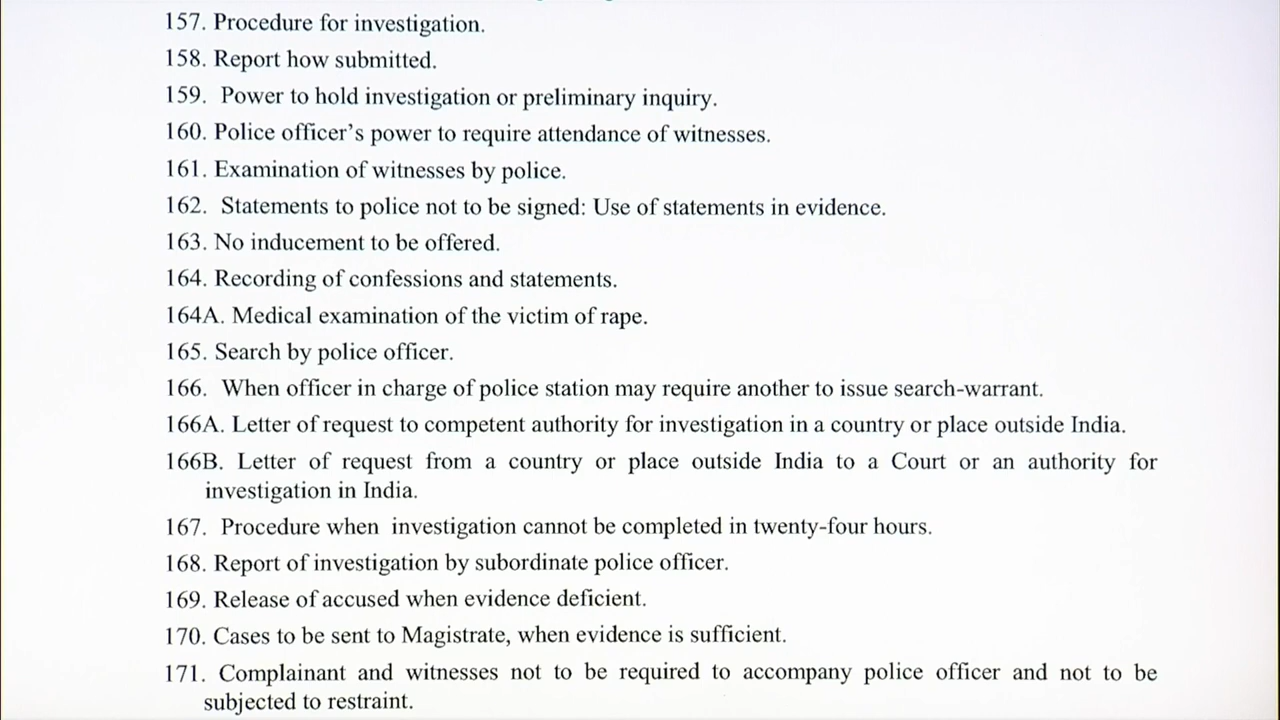 157. Procedure for investigation.
158. Report how submitted.
159. Power to hold investigation or preliminary inquiry.
160. Police officer’s power to require attendance of witnesses.
161. Examination of witnesses by police.
162. Statements to police not to be signed: Use of statements in evidence.
163. No inducement to be offered.
164. Recording of confessions and statements.
164A. Medical examination of the victim of rape.
165. Search by police officer.
166. When officer in charge of police station may require another to issue search-warrant.
166A. Letter of request to competent authority for investigation in a country or place outside India.
166B. Letter of request from a country or place outside India to a Court or an authority for
investigation in India.
167. Procedure when investigation cannot be completed in twenty-four hours.
168. Report of investigation by subordinate police officer.
169. Release of accused when evidence deficient.
170. Cases to be sent to Magistrate, when evidence is sufficient.
171. Complainant and witnesses not to be required to accompany police officer and not to be
subjected to restraint.